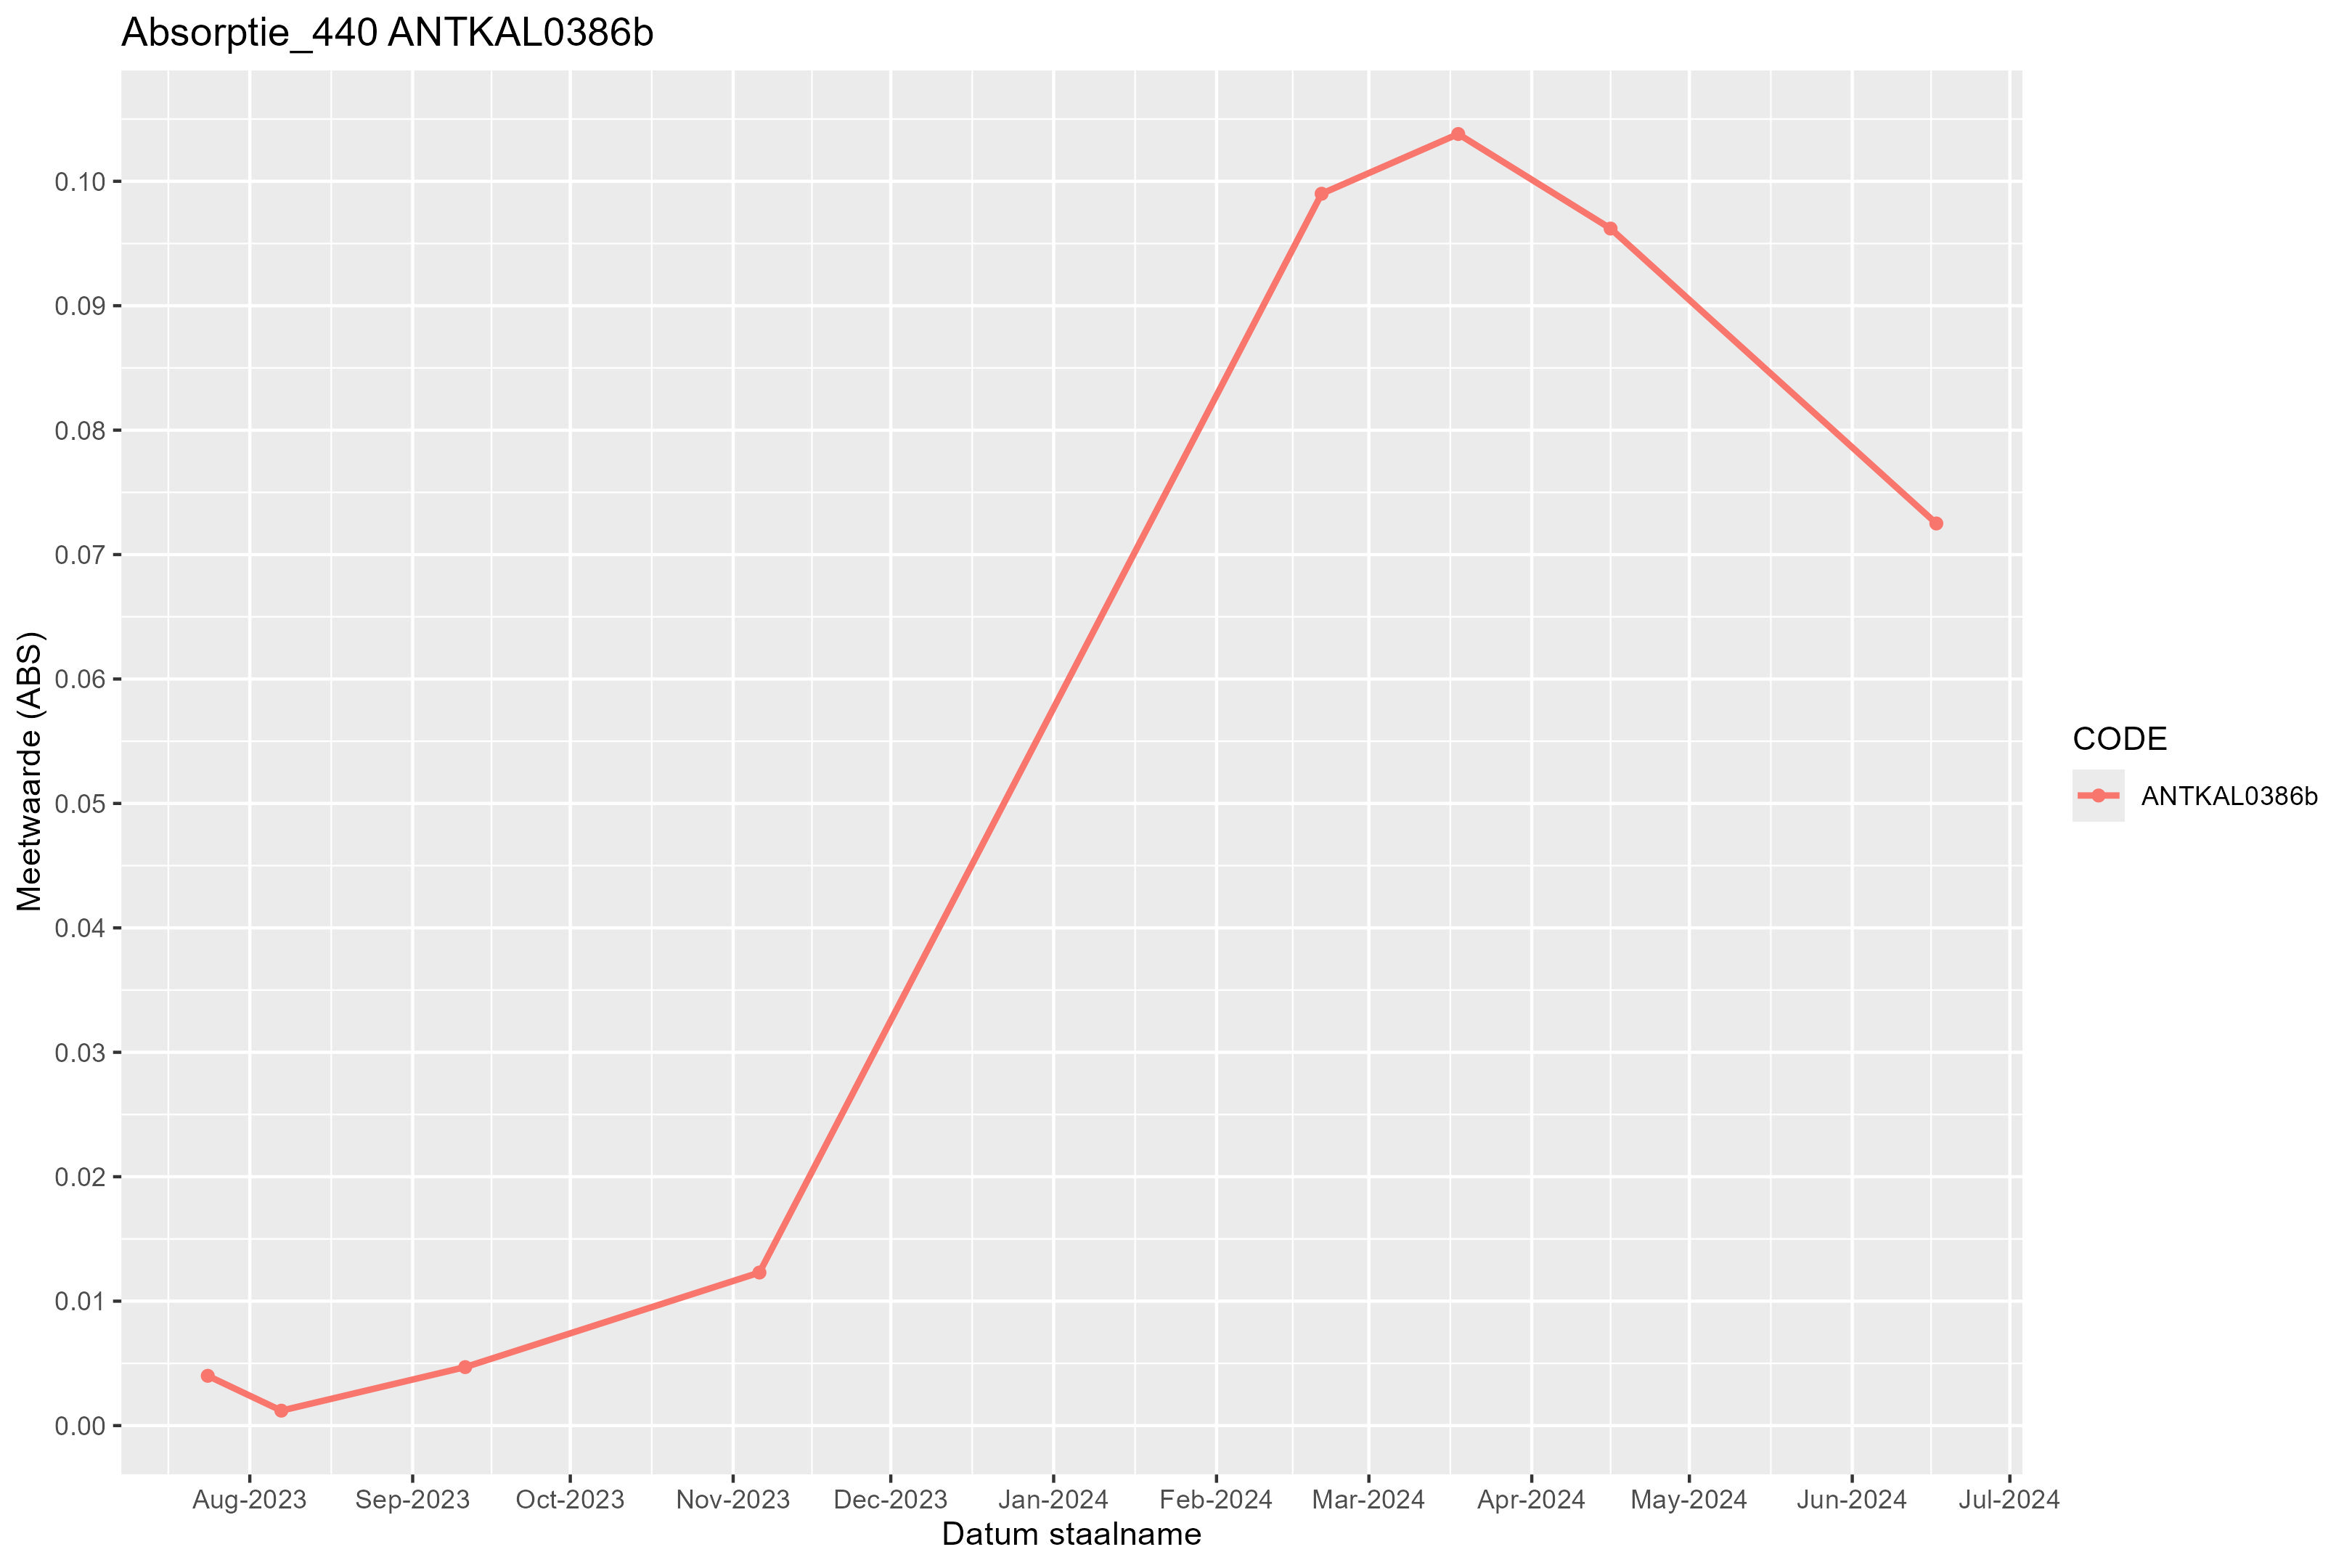 Absorptie_440 ANTKAL0386b
0.10
0.09
0.08
0.07
0.06
0.05
0.04
0.03
0.02
0.01
0.00
Meetwaarde (ABS)
Aug-2023 Sep-2023 Oct-2023 Nov-2023 Dec-2023 Jan-2024 Feb-2024 Mar-2024 Apr-2024 May-2024 Jun-2024 Jul-2024
Datum staalname
CODE
ANTKAL0386b